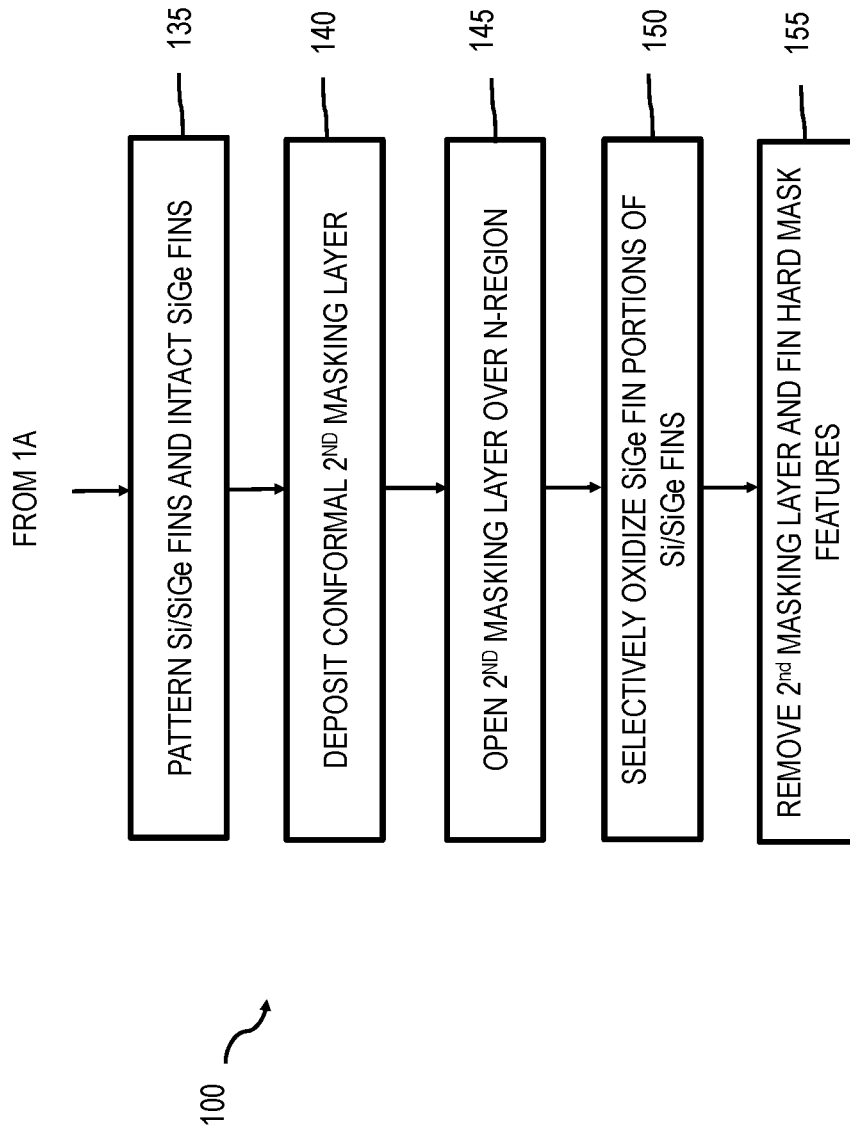 FROM 1A
PATTERN Si/SiGe FINS AND INTACT SiGe FINS
135
DEPOSIT CONFORMAL 2ND MASKING LAYER
140
OPEN 2ND MASKING LAYER OVER N-REGION
145
SELECTIVELY OXIDIZE SiGe FIN PORTIONS OF
Si/SiGe FINS
150
REMOVE 2nd MASKING LAYER AND FIN HARD MASK
FEATURES
155
100